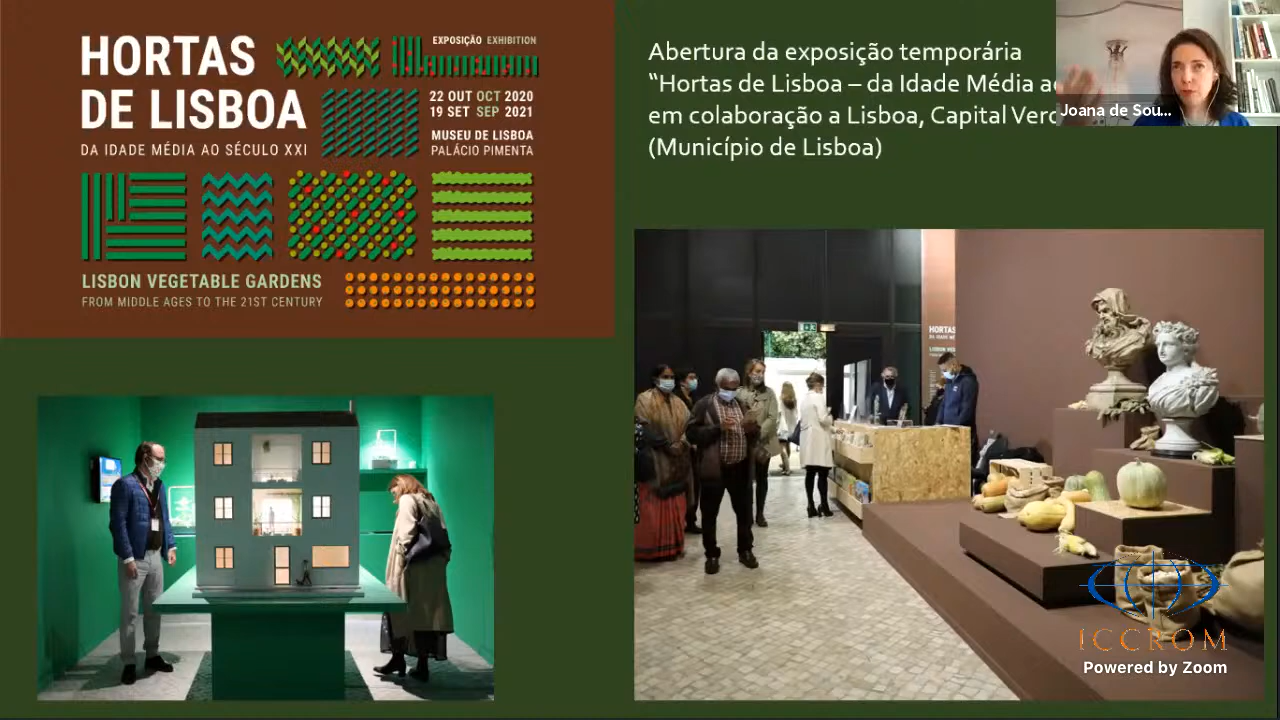 HORTAS
DE LISBOA
DA IDADE MÉDIA AO SÉCULO XXI
EXPOSIÇÃO EXHIBITION
22 OUT OCT 2020
19 SET SEP 2021
MUSEU DE LISBOA
PALÁCIO PIMENTA
LISBON VEGETABLE GARDENS
FROM MIDDLE AGES TO THE 21ST CENTURY
Abertura da exposição temporária
“Hortas de Lisboa – da Idade Média
em colaboração a Lisboa, Capital
(Município de Lisboa)
Joana de Sou...
HORTAS
ICCROM
Powered by Zoom